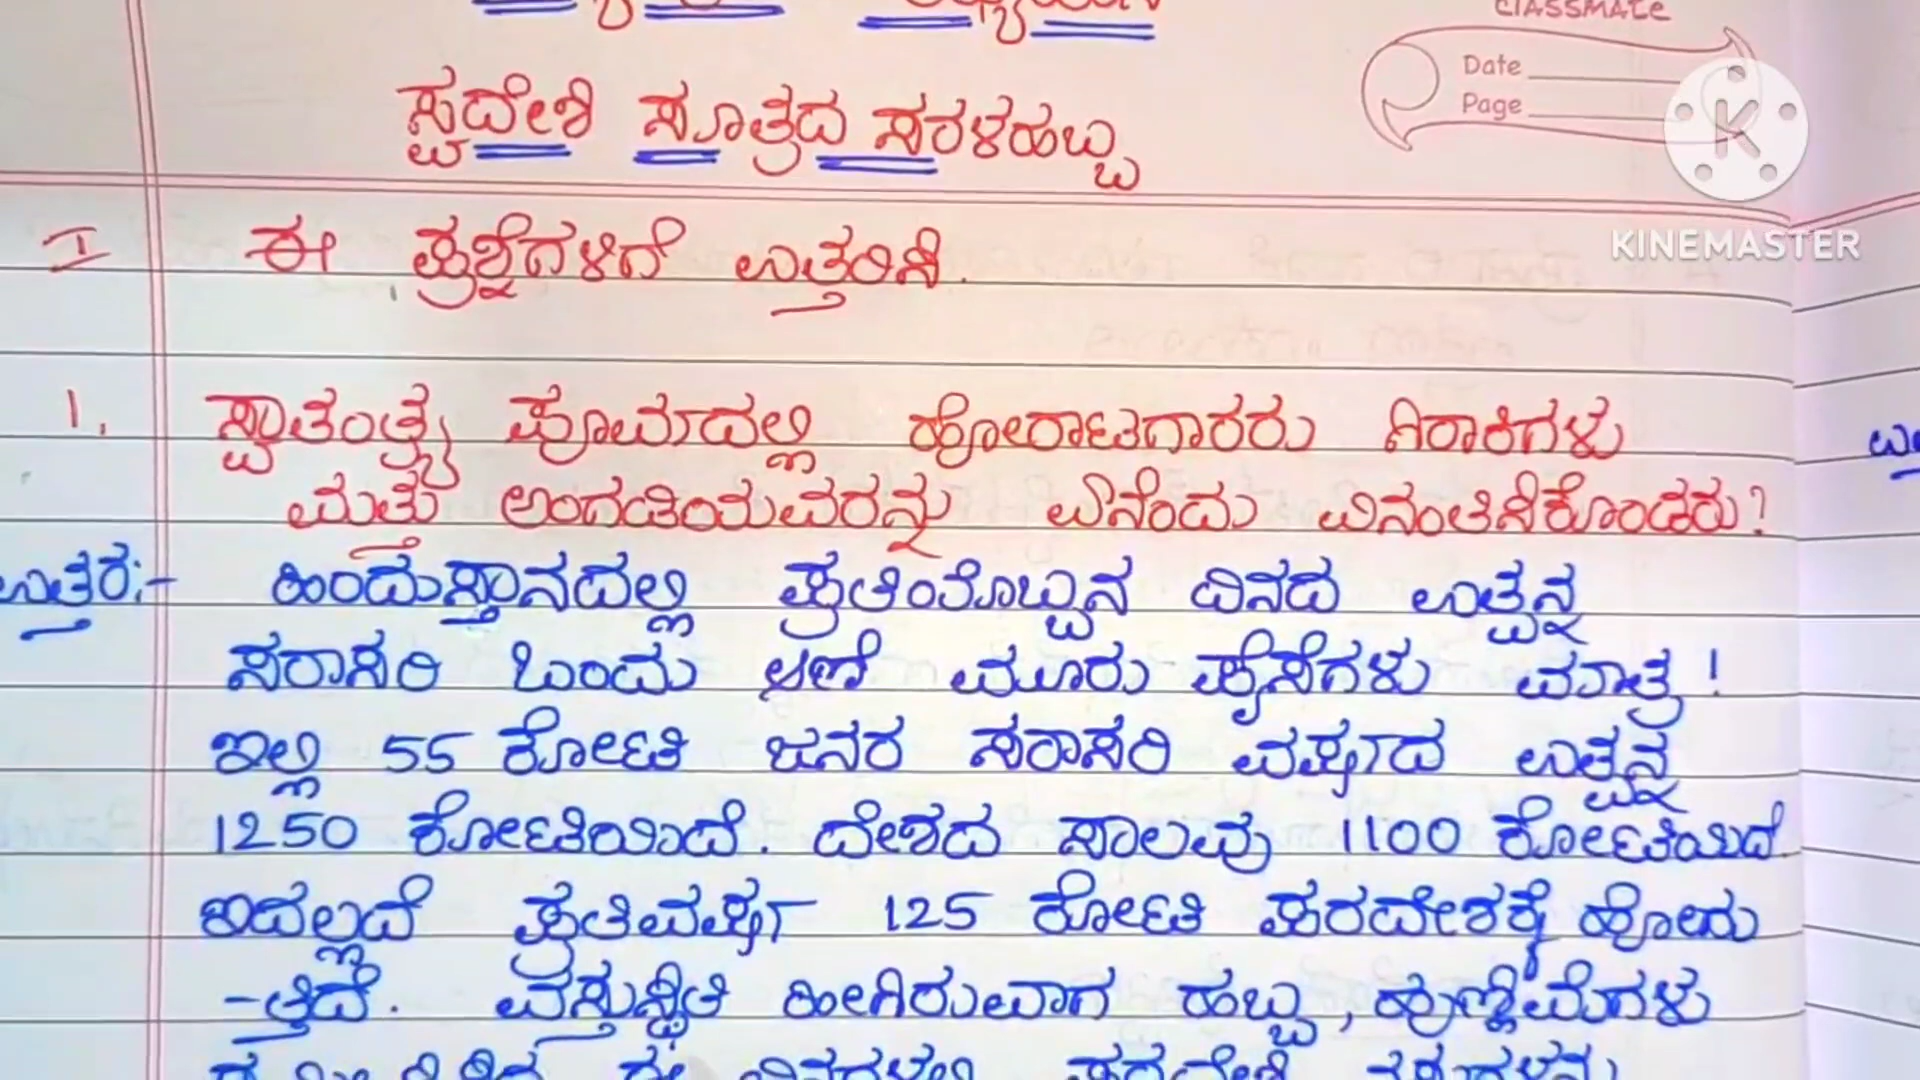 classmate
Date
Page
K
KINEMASTER
ಸ್ವದೇಶಿ ಸೂತ್ರದ ಸರಳಹಬ್ಬ
I ಈ ಪ್ರಶ್ನೆಗಳಿಗೆ ಉತ್ತರಿಸಿ.
1. ಸ್ವಾತಂತ್ರ್ಯ ಪೂರ್ವದಲ್ಲಿ ಹೋರಾಟಗಾರರು ಗಿರಾಕಿಗಳು
ಮತ್ತು ಅಂಗಡಿಯವರನ್ನು ಏನೆಂದು ವಿನಂತಿಸಿಕೊಂಡರು?
ಉತ್ತರ:- ಹಿಂದುಸ್ತಾನದಲ್ಲಿ ಪ್ರತಿಯೊಬ್ಬನ ದಿನದ ಉತ್ಪನ್ನ
ಸರಾಸರಿ ಒಂದು ಆಣೆ ಮೂರು ಪೈಸೆಗಳು ಮಾತ್ರ!
ಇಲ್ಲಿ 55 ಕೋಟಿ ಜನರ ಸರಾಸರಿ ವರ್ಷದ ಉತ್ಪನ್ನ
1250 ಕೋಟಿಯಿದೆ. ದೇಶದ ಸಾಲವು 1100 ಕೋಟಿಯಿದೆ
ಇದಲ್ಲದೆ ಪ್ರತಿವರ್ಷ 125 ಕೋಟಿ ಪರದೇಶಕ್ಕೆ ಹೋಗು
-ತ್ತಿದೆ. ವಸ್ತುಸ್ಥಿತಿ ಹೀಗಿರುವಾಗ ಹಬ್ಬ, ಹುಣ್ಣಿಮೆಗಳು